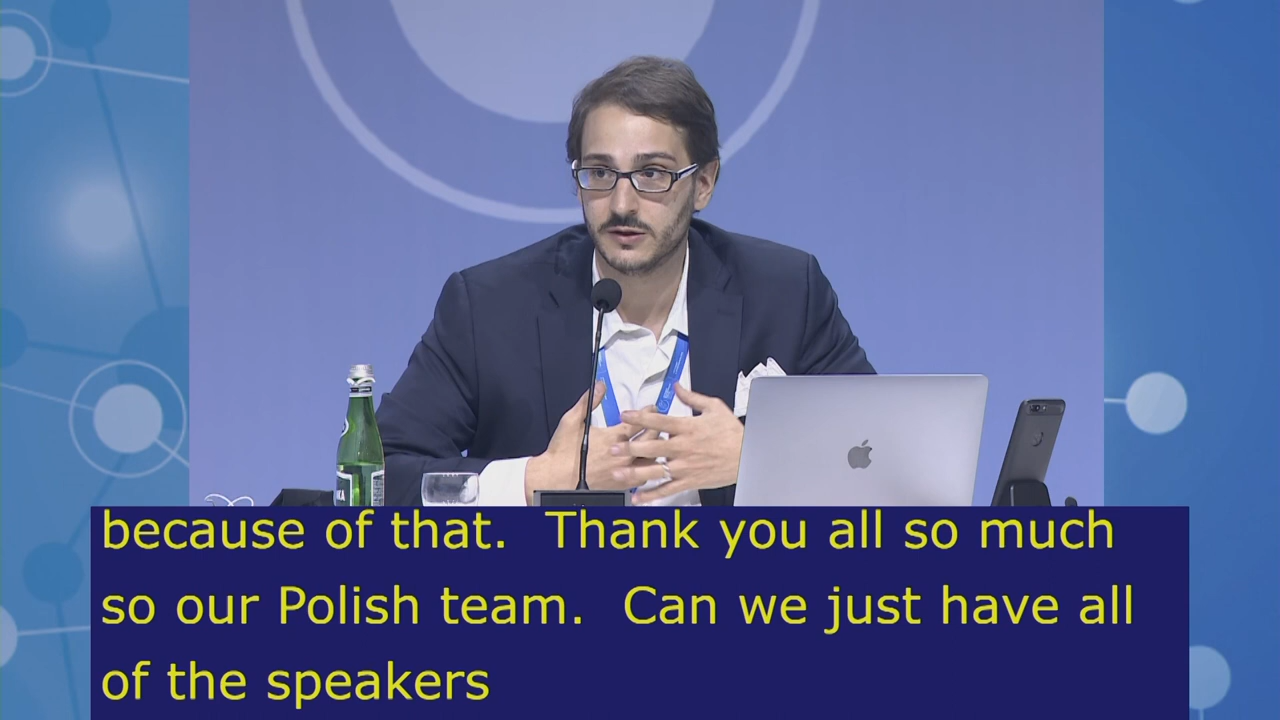 because of that.  Thank you all so much
so our Polish team.  Can we just have all
of the speakers